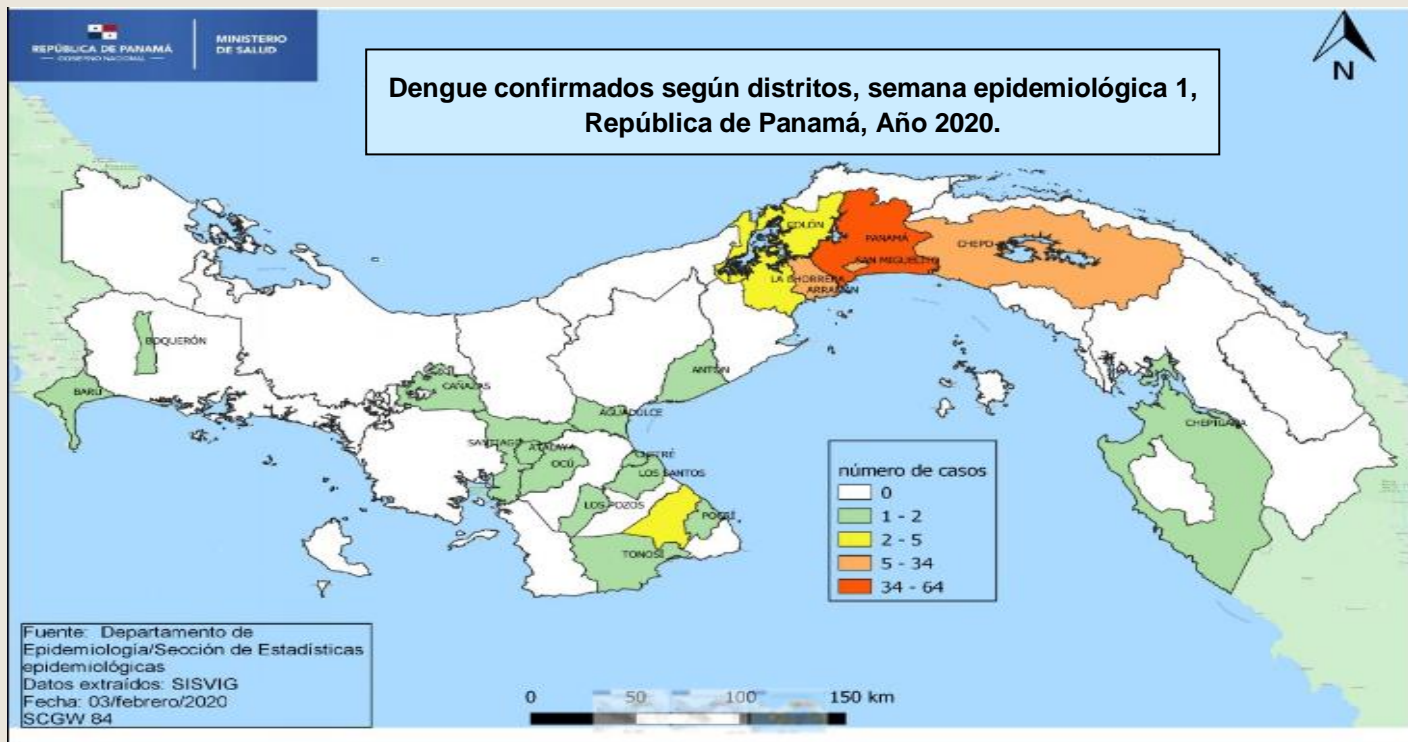 REPÚBLICA DE PANAMÁ
— GOBIERNO NACIONAL —
MINISTERIO
DE SALUD
Dengue confirmados según distritos, semana epidemiológica 1,
República de Panamá, Año 2020.
N
COLÓN
PANAMÁ
CHEPO
SAN MIGUELITO
LA CHORRERA
ARRAIJÁN
BOQUERÓN
BARÚ
CAÑAZAS
ANTÓN
AGUADULCE
SANTIAGO
ATALAYA
OCÚ
CHITRÉ
LOS SANTOS
LOS POZOS
POCRÍ
TONOSÍ
CHEPIGANA
número de casos
0
1 - 2
2 - 5
5 - 34
34 - 64
Fuente: Departamento de
Epidemiología/Sección de Estadísticas
epidemiológicas
Datos extraídos: SISVIG
Fecha: 03/febrero/2020
SCGW 84
0 50 100 150 km